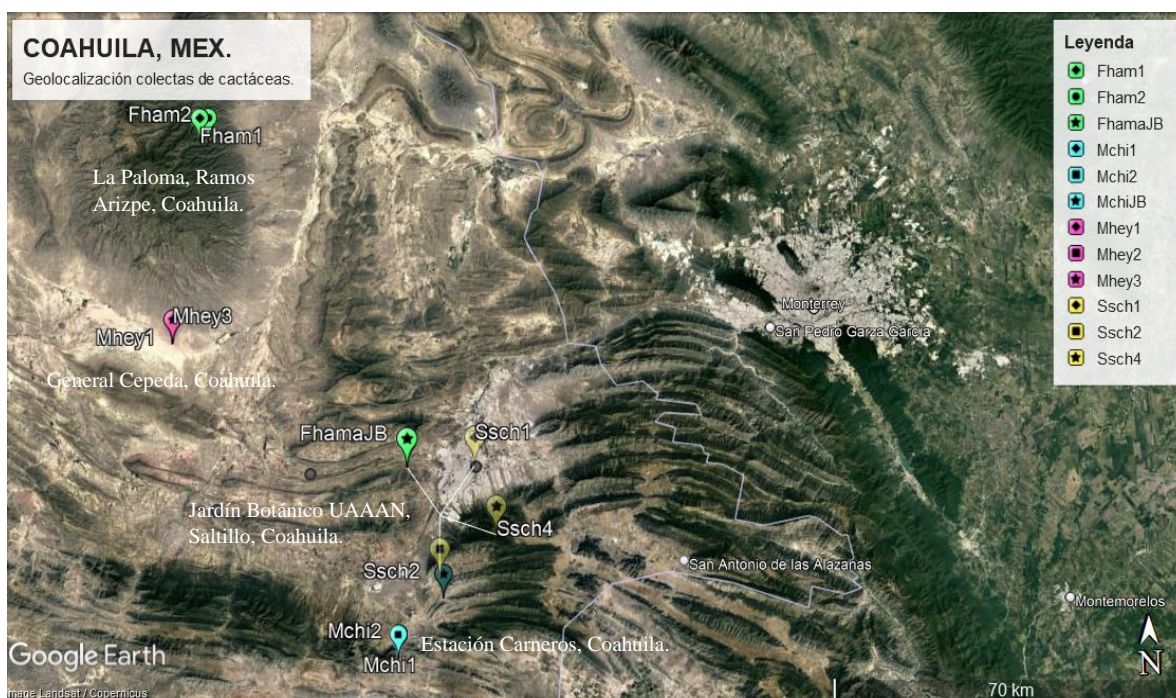 COAHUILA, MEX.
Geolocalización colectas de cactáceas.
Leyenda
Fham1
Fham2
FhamaJB
Mchi1
Mchi2
MchiJB
Mhey1
Mhey2
Mhey3
Ssch1
Ssch2
Ssch4
Fham2
Fham1
La Paloma, Ramos
Arizpe, Coahuila.
Monterrey
San Pedro Garza García
Mhey3
Mhey1
General Cepeda, Coahuila.
FhamaJB
Ssch1
Jardín Botánico UAAAN,
Saltillo, Coahuila.
Ssch4
Ssch2
San Antonio de las Alazanas
Montemorelos
Mchi2
Estación Carneros, Coahuila.
Mchi1
Google Earth
Image Landsat / Copernicus
70 km
N